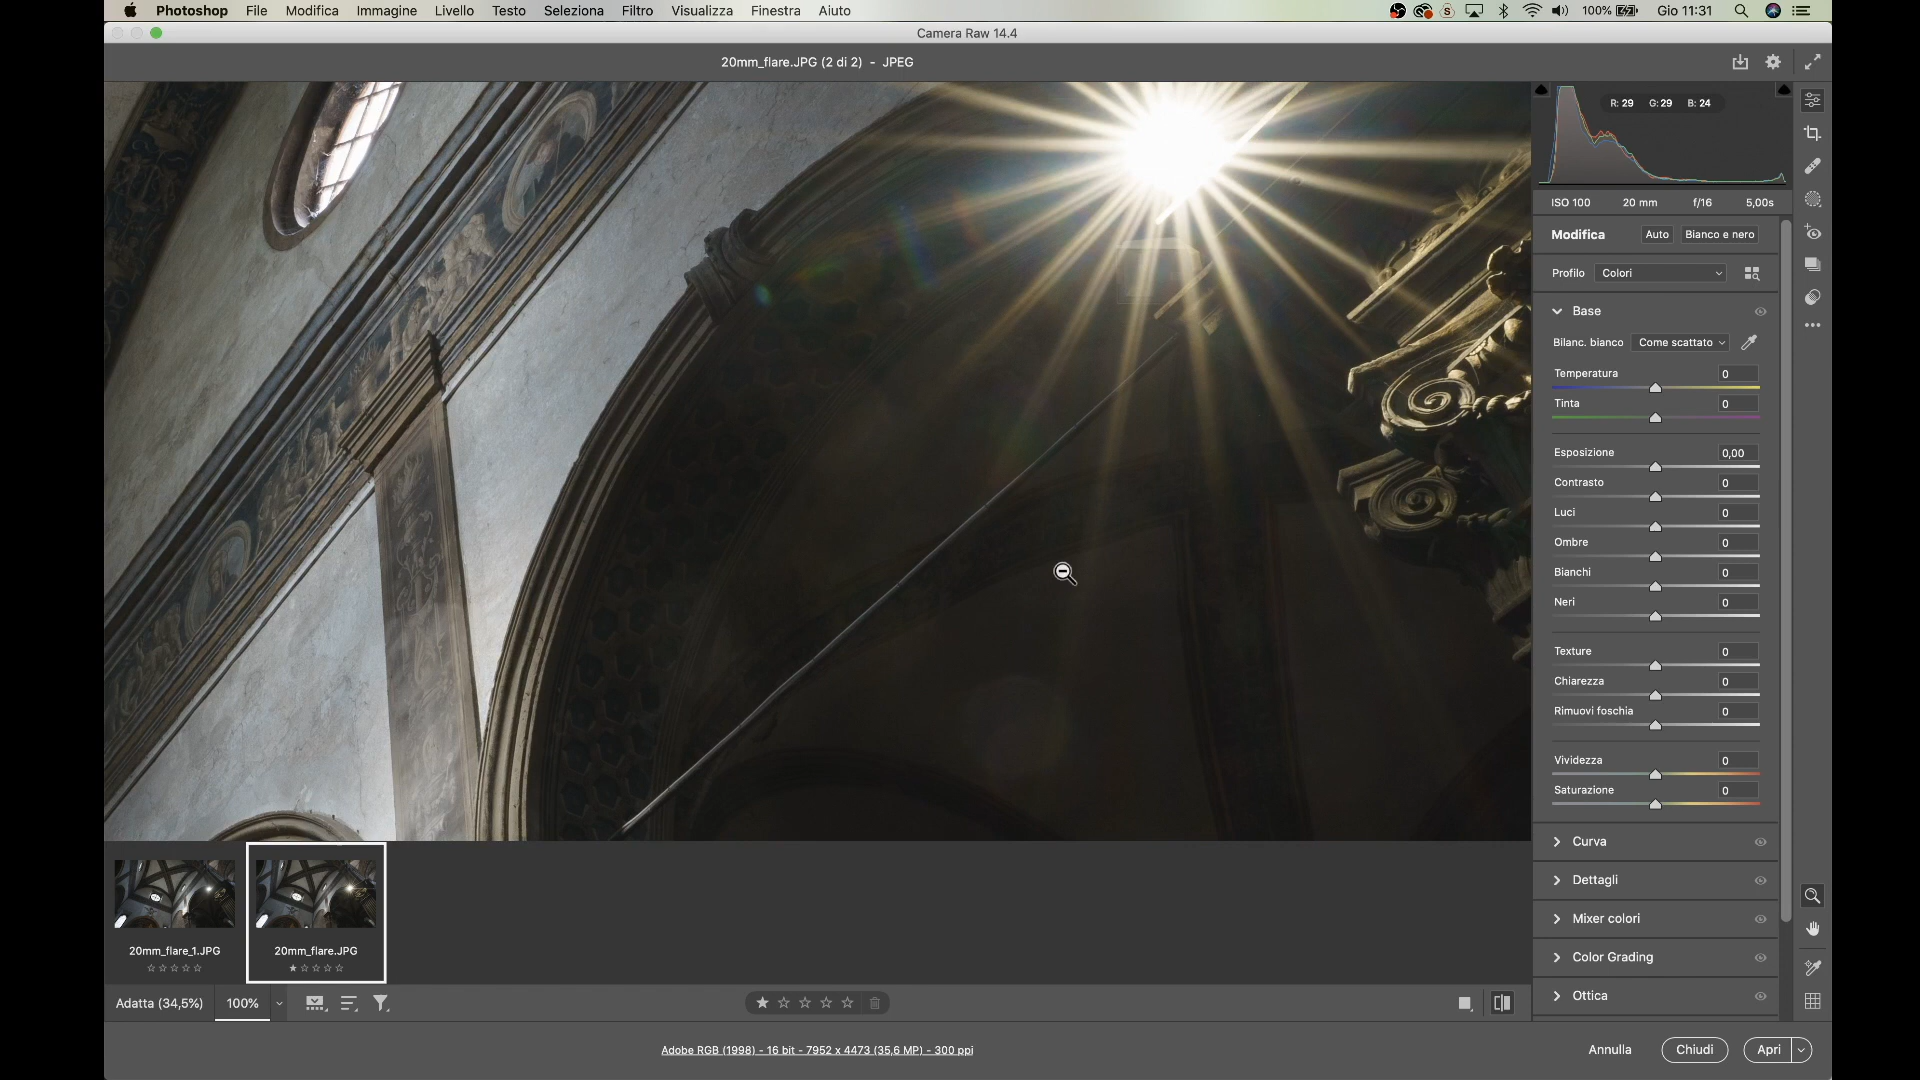 Photoshop File Modifica Immagine Livello Testo Seleziona Filtro Visualizza Finestra Aiuto 100% Gio 11:31
Camera Raw 14.4
20mm_flare.JPG (2 di 2) - JPEG
R: 29 G: 29 B: 24
ISO 100 20 mm f/16 5,00s
Modifica Auto Bianco e nero
Profilo Colori
Base
Bilanc. bianco Come scattato
Temperatura 0
Tinta 0
Esposizione 0,00
Contrasto 0
Luci 0
Ombre 0
Bianchi 0
Neri 0
Texture 0
Chiarezza 0
Rimuovi foschia 0
Vividezza 0
Saturazione 0
Curva
Dettagli
Mixer colori
Color Grading
Ottica
20mm_flare_1.JPG 20mm_flare.JPG
Adatta (34,5%) 100%
Adobe RGB (1998) - 16 bit - 7952 x 4473 (35,6 MP) - 300 ppi
Annulla Chiudi Apri